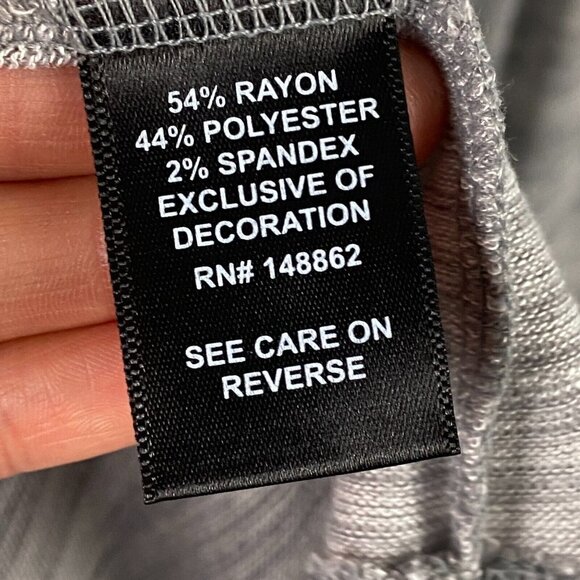 54% RAYON
44% POLYESTER
2% SPANDEX
EXCLUSIVE OF
DECORATION
RN# 148862
SEE CARE ON
REVERSE